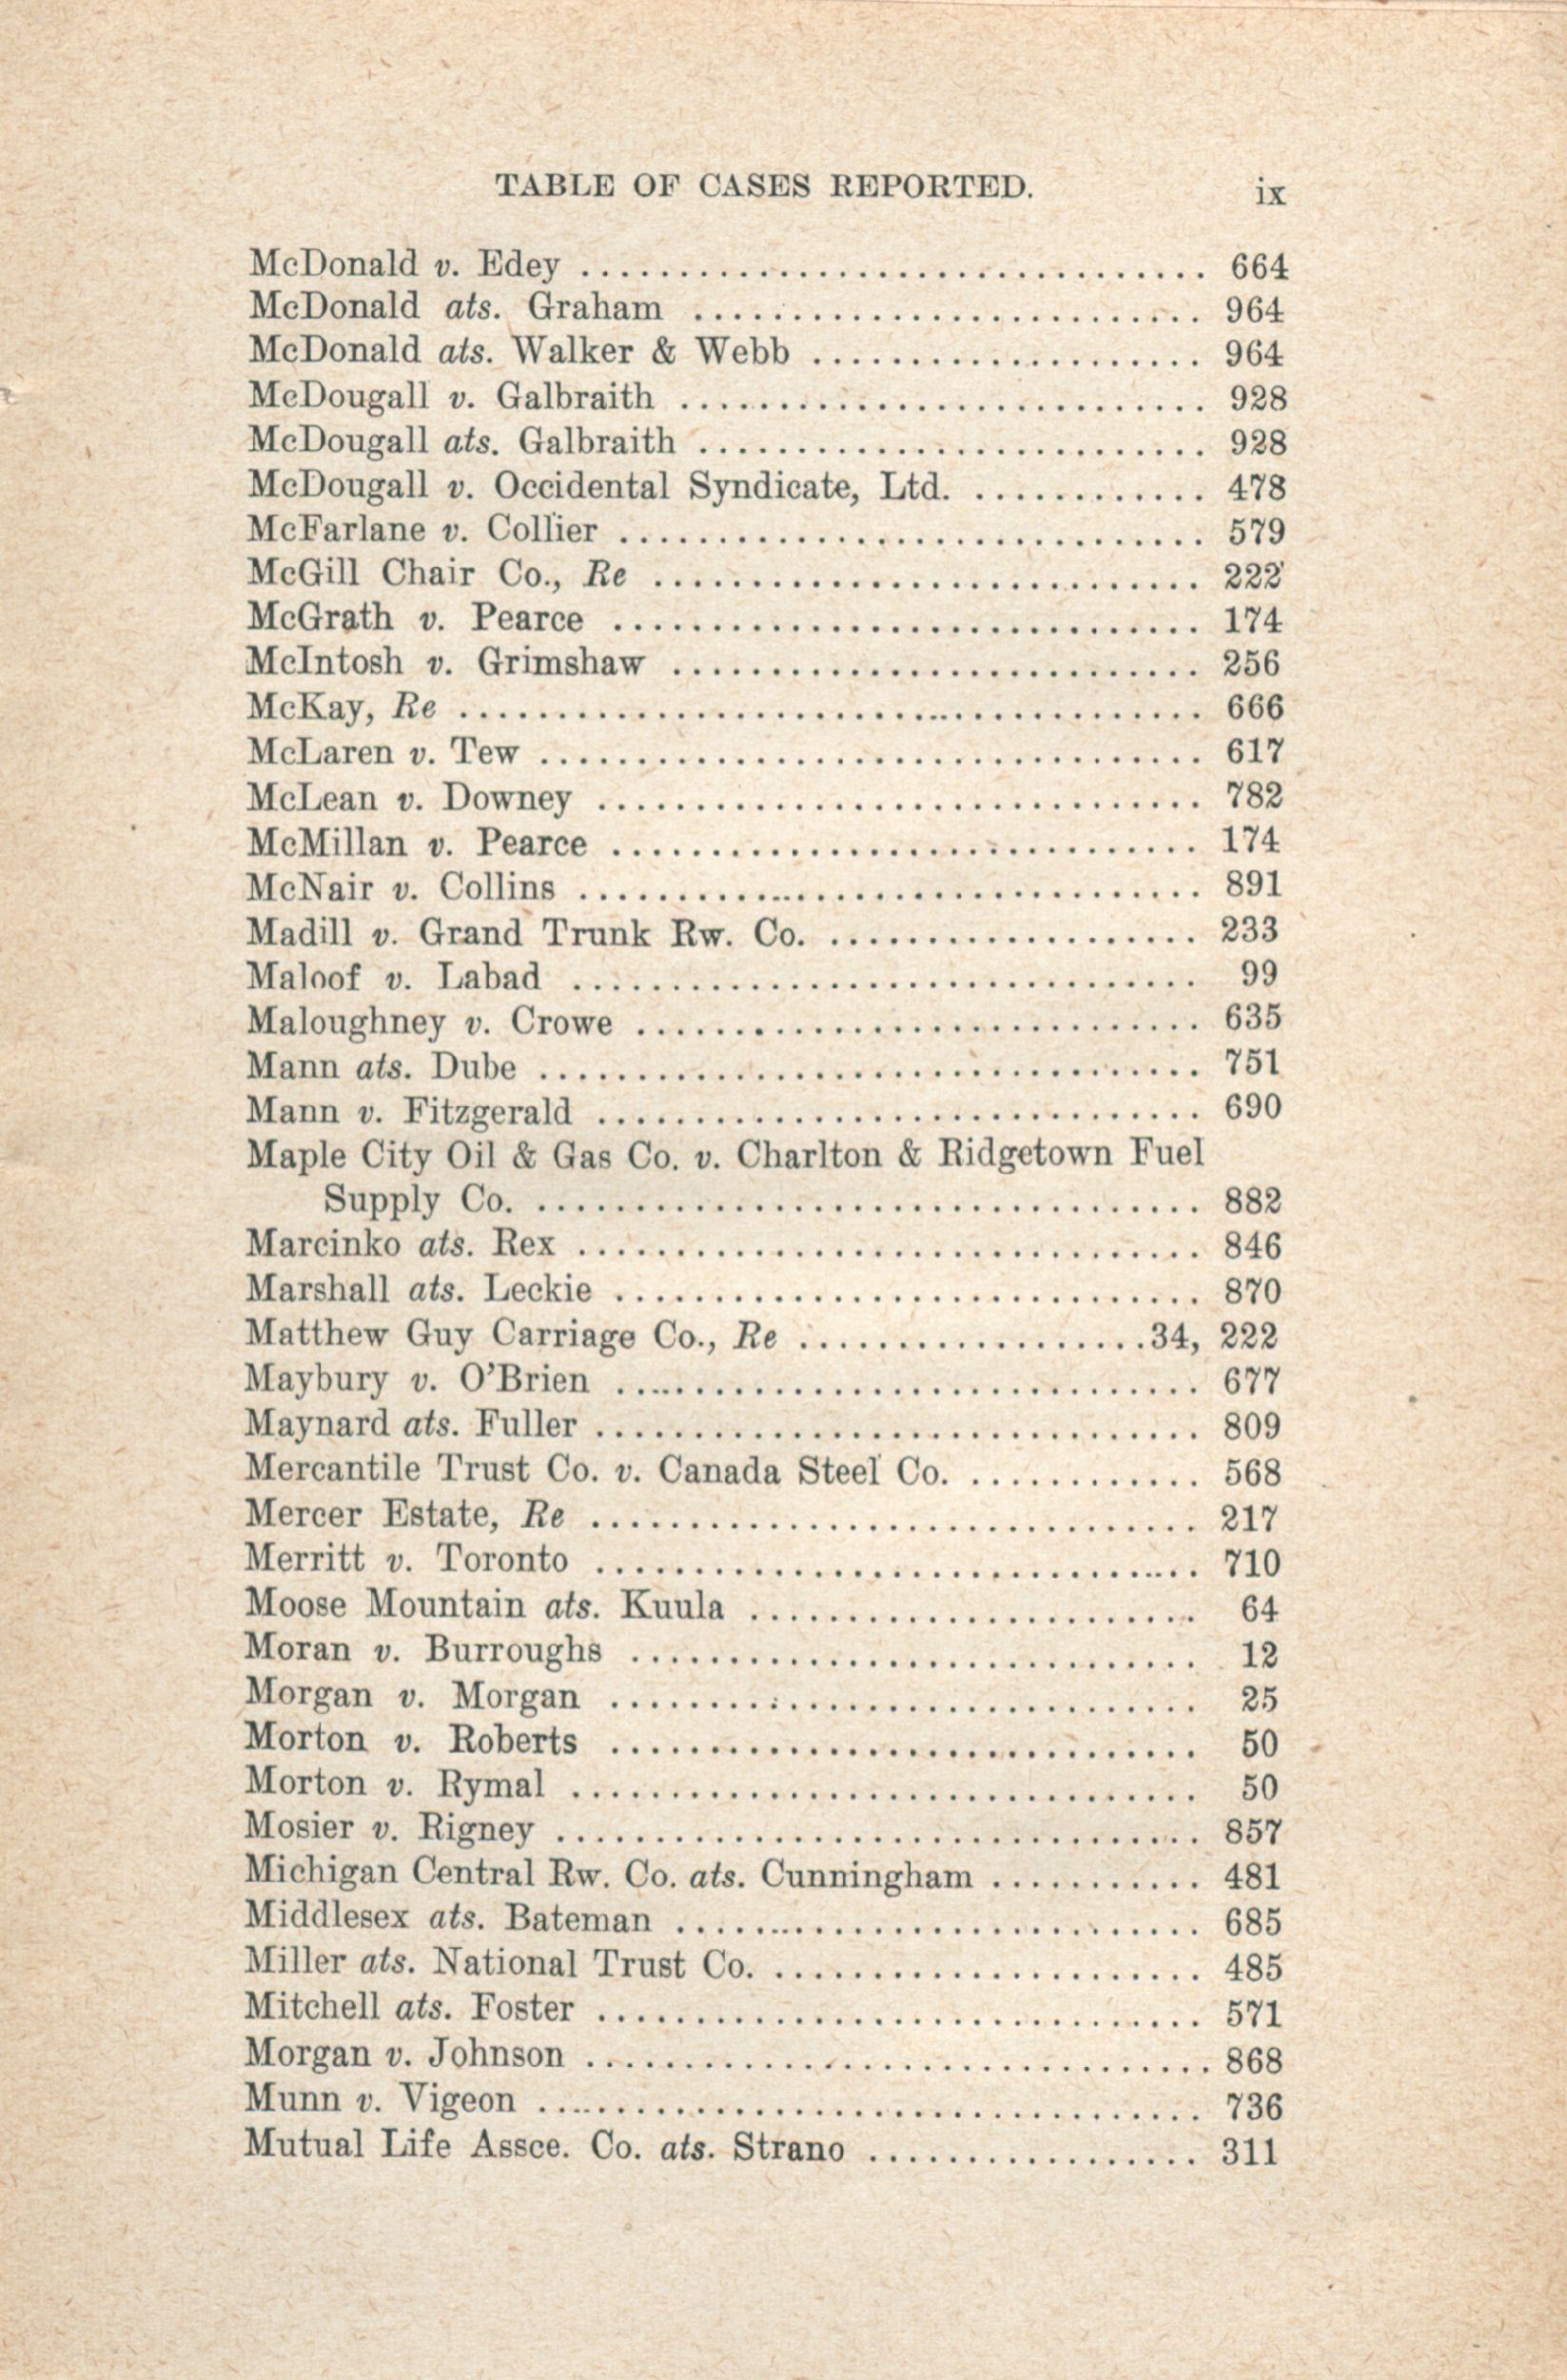 TABLE OF CASES REPORTED. ix
McDonald v. Edey ................................ 664
McDonald ats. Graham .......................... 964
McDonald ats. Walker & Webb .................... 964
McDougall v. Galbraith ........................... 928
McDougall ats. Galbraith .......................... 928
McDougall v. Occidental Syndicate, Ltd. ............ 478
McFarlane v. Collier .............................. 579
McGill Chair Co., Re ............................ 222
McGrath v. Pearce .............................. 174
McIntosh v. Grimshaw ........................... 256
McKay, Re ...................................... 666
McLaren v. Tew .................................. 617
McLean v. Downey ............................... 782
McMillan v. Pearce .............................. 174
McNair v. Collins ................................ 891
Madill v. Grand Trunk Rw. Co. ................... 233
Maloof v. Labad ................................ 99
Maloughney v. Crowe ............................. 635
Mann ats. Dube .................................. 751
Mann v. Fitzgerald ............................... 690
Maple City Oil & Gas Co. v. Charlton & Ridgetown Fuel
Supply Co. .................................. 882
Marcinko ats. Rex ................................ 846
Marshall ats. Leckie .............................. 870
Matthew Guy Carriage Co., Re ..................34, 222
Maybury v. O'Brien .............................. 677
Maynard ats. Fuller ............................... 809
Mercantile Trust Co. v. Canada Steel Co. ............ 568
Mercer Estate, Re ............................... 217
Merritt v. Toronto ............................... 710
Moose Mountain ats. Kuula ....................... 64
Moran v. Burroughs ............................. 12
Morgan v. Morgan .............................. 25
Morton v. Roberts .............................. 50
Morton v. Rymal ................................ 50
Mosier v. Rigney ................................. 857
Michigan Central Rw. Co. ats. Cunningham ........... 481
Middlesex ats. Bateman ........................... 685
Miller ats. National Trust Co. ...................... 485
Mitchell ats. Foster ............................... 571
Morgan v. Johnson ................................ 868
Munn v. Vigeon .................................. 736
Mutual Life Assce. Co. ats. Strano ................. 311